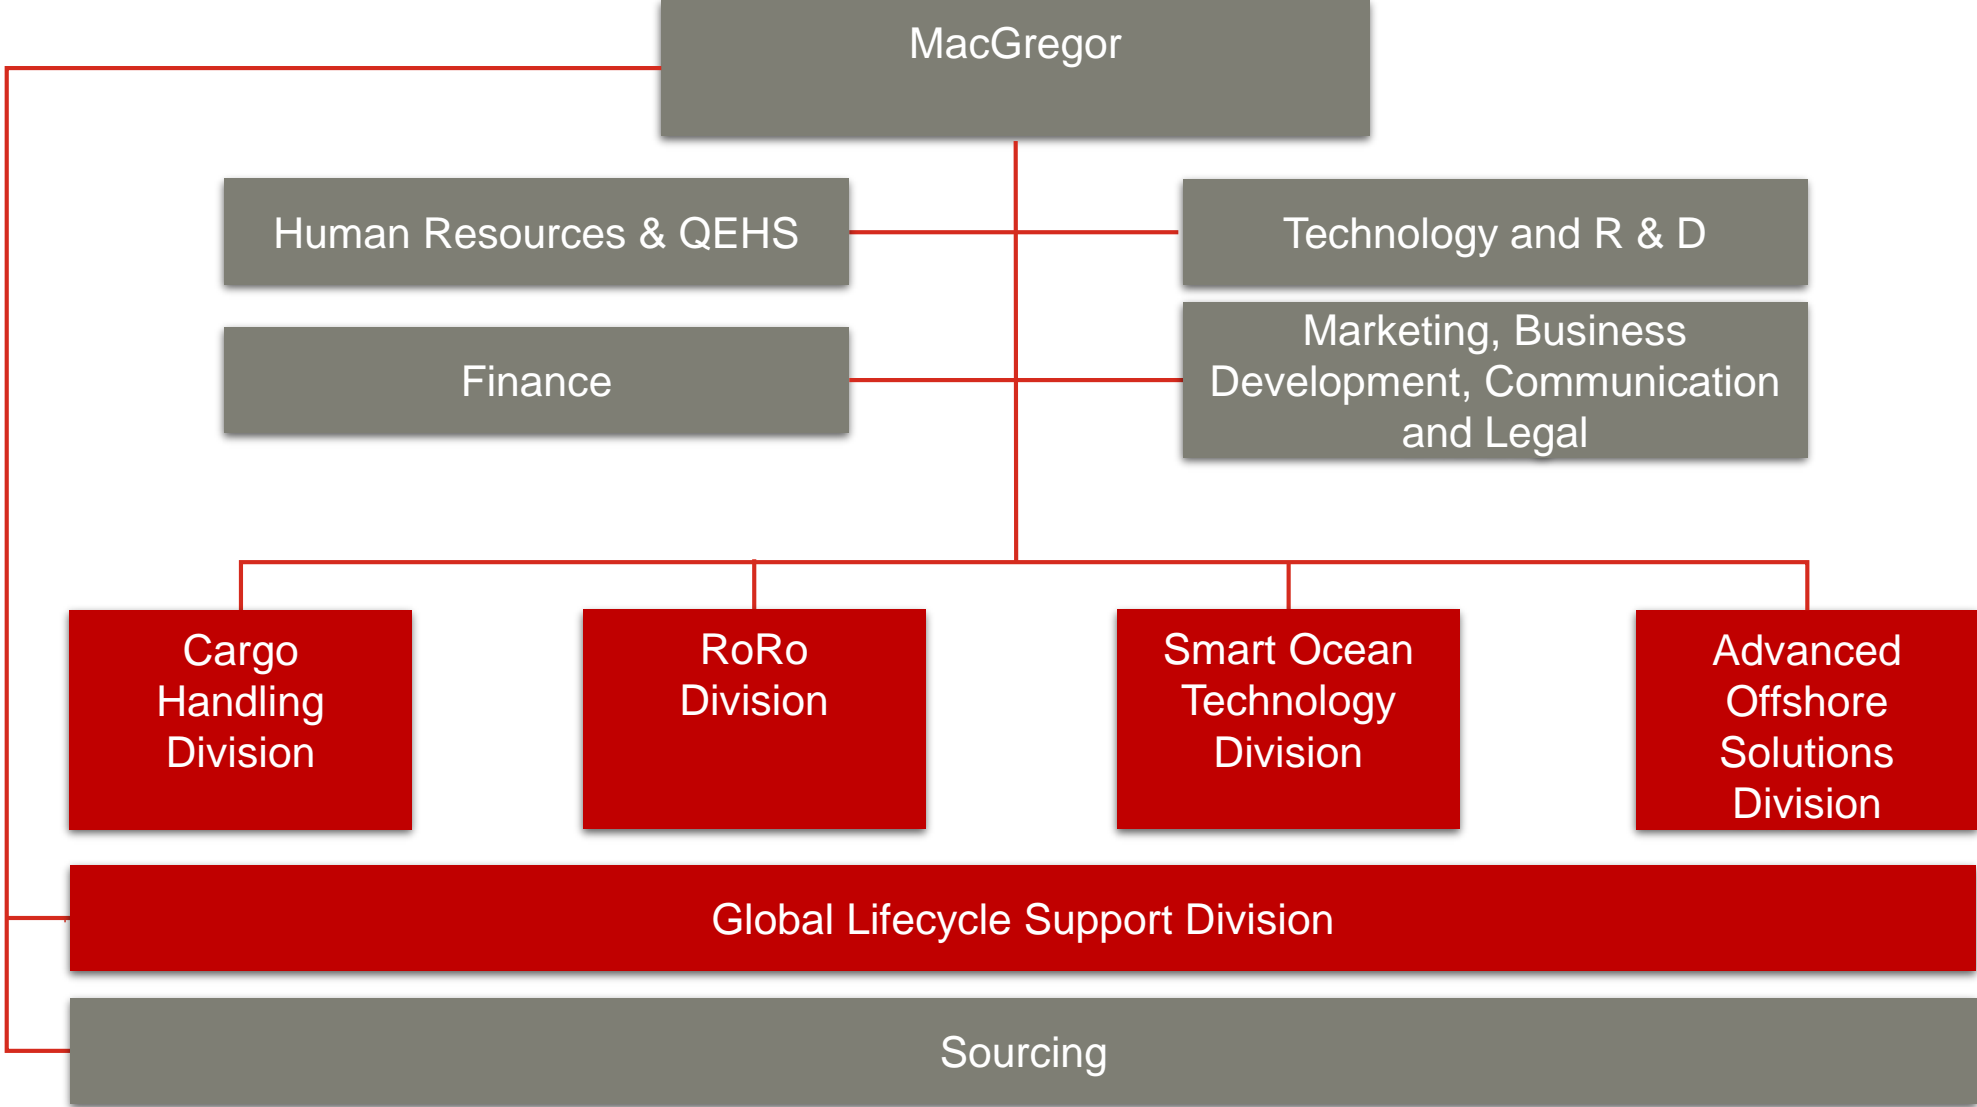 MacGregor
Human Resources & QEHS
Technology and R & D
Finance
Marketing, Business
Development, Communication
and Legal
Cargo
Handling
Division
RoRo
Division
Smart Ocean
Technology
Division
Advanced
Offshore
Solutions
Division
Global Lifecycle Support Division
Sourcing